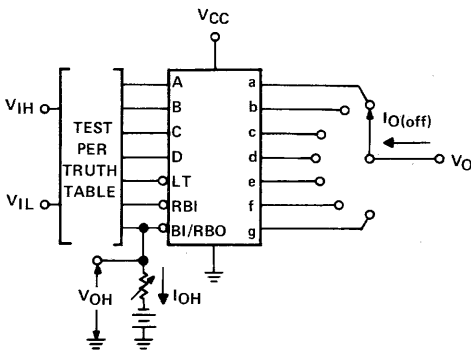 VCC
VIH
VIL
TEST
PER
TRUTH
TABLE
A
B
C
D
LT
RBI
BI/RBO
a
b
c
d
e
f
g
IO(off)
VO
VOH
IOH